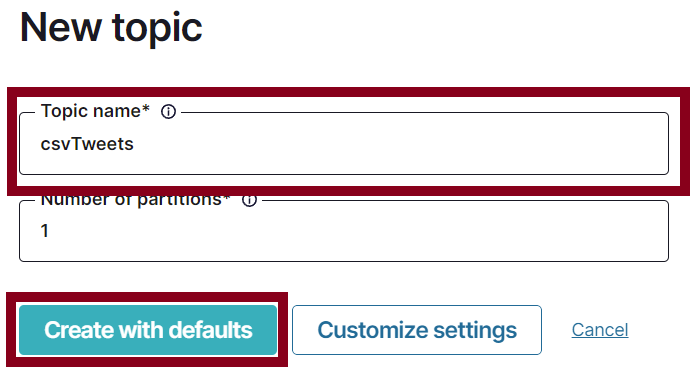 New topic
Topic name*
csvTweets
Number of partitions*
1
Create with defaults
Customize settings
Cancel